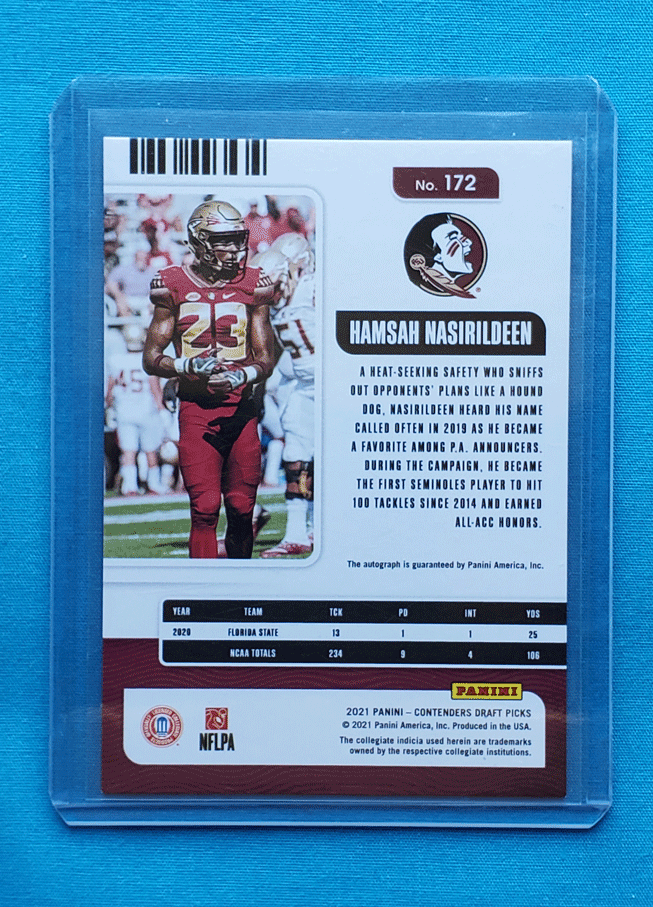 No. 172
HAMSAH NASIRILDEEN
A HEAT-SEEKING SAFETY WHO SNIFFS
OUT OPPONENTS' PLANS LIKE A HOUND
DOG, NASIRILDEEN HEARD HIS NAME
CALLED OFTEN IN 2019 AS HE BECAME
A FAVORITE AMONG P.A. ANNOUNCERS.
DURING THE CAMPAIGN, HE BECAME
THE FIRST SEMINOLES PLAYER TO HIT
100 TACKLES SINCE 2014 AND EARNED
ALL-ACC HONORS.
The autograph is guaranteed by Panini America, Inc.
23
45
51
YEAR TEAM TCK PD INT YDS
2020 FLORIDA STATE 13 1 1 25
NCAA TOTALS 234 9 4 106
PANINI
2021 PANINI – CONTENDERS DRAFT PICKS
© 2021 Panini America, Inc. Produced in the USA.
The collegiate indicia used herein are trademarks
owned by the respective collegiate institutions.
NFLPA